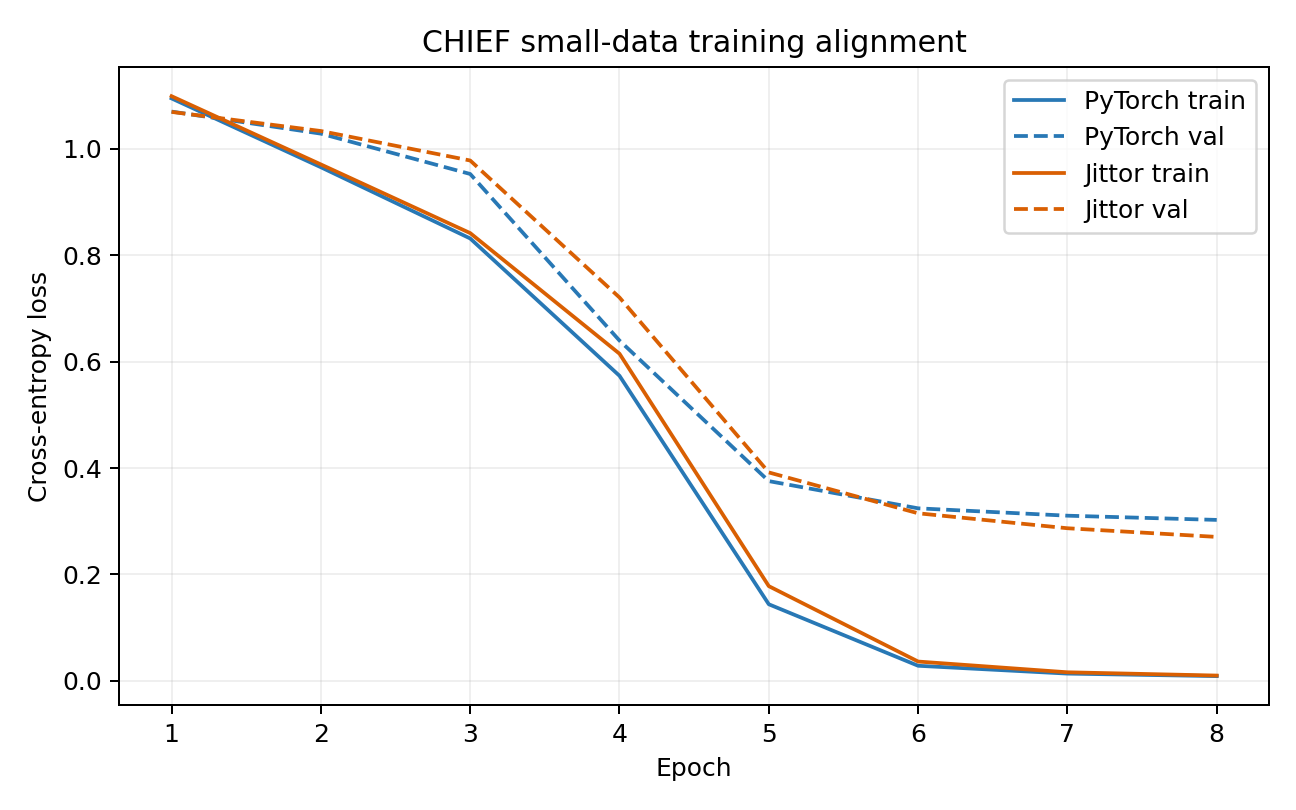 CHIEF small-data training alignment
PyTorch train
PyTorch val
Jittor train
Jittor val
1.0
0.8
0.6
0.4
0.2
0.0
Cross-entropy loss
1 2 3 4 5 6 7 8
Epoch